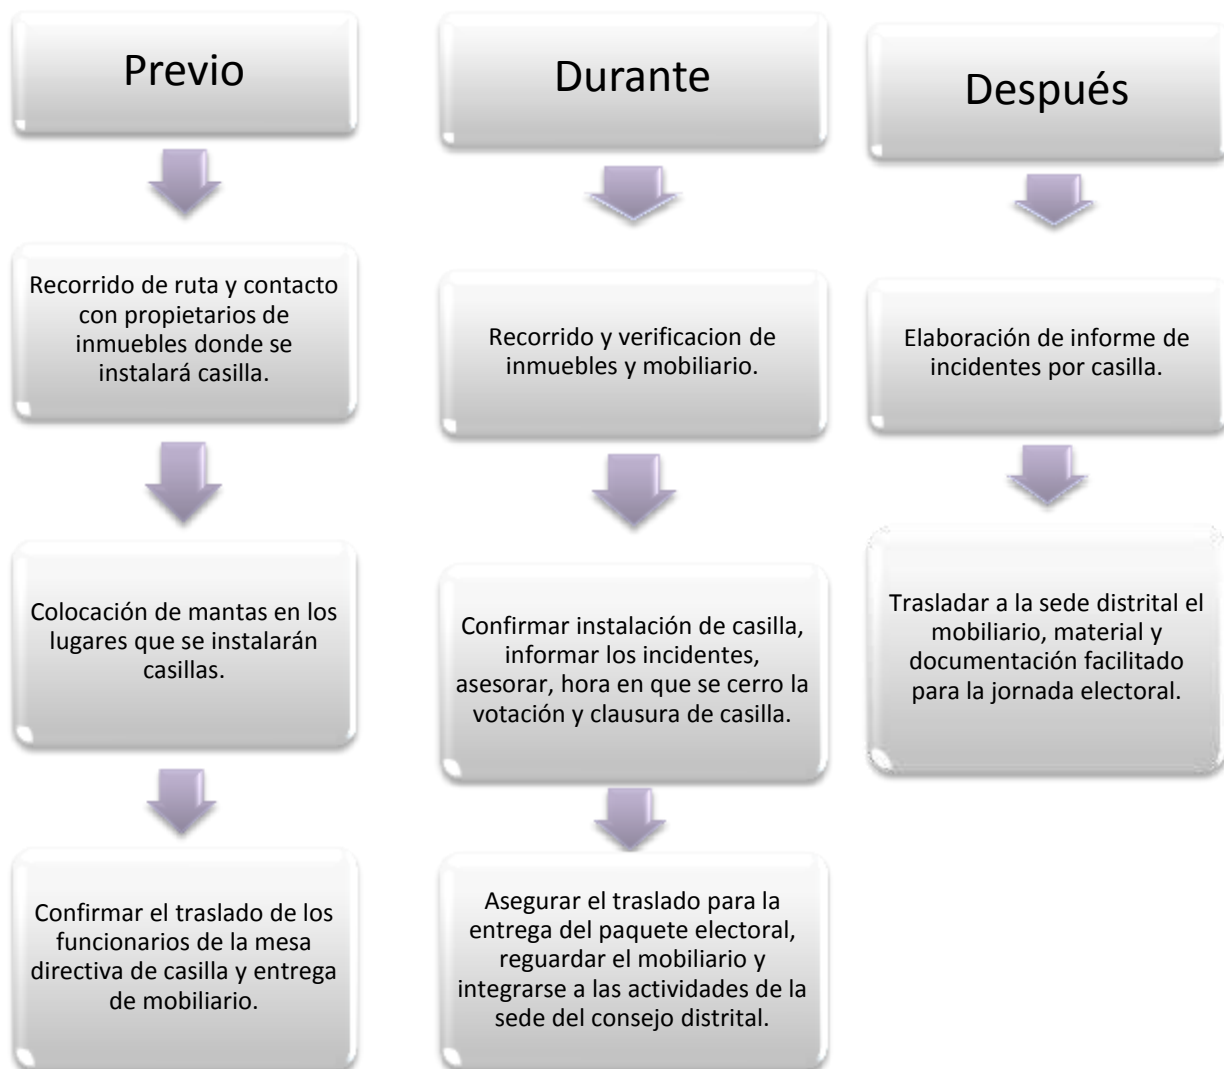 Previo
Recorrido de ruta y contacto
con propietarios de
inmuebles donde se
instalará casilla.
Colocación de mantas en los
lugares que se instalarán
casillas.
Confirmar el traslado de los
funcionarios de la mesa
directiva de casilla y entrega
de mobiliario.
Durante
Recorrido y verificacion de
inmuebles y mobiliario.
Confirmar instalación de casilla,
informar los incidentes,
asesorar, hora en que se cerro la
votación y clausura de casilla.
Asegurar el traslado para la
entrega del paquete electoral,
reguardar el mobiliario y
integrarse a las actividades de la
sede del consejo distrital.
Después
Elaboración de informe de
incidentes por casilla.
Trasladar a la sede distrital el
mobiliario, material y
documentación facilitado
para la jornada electoral.